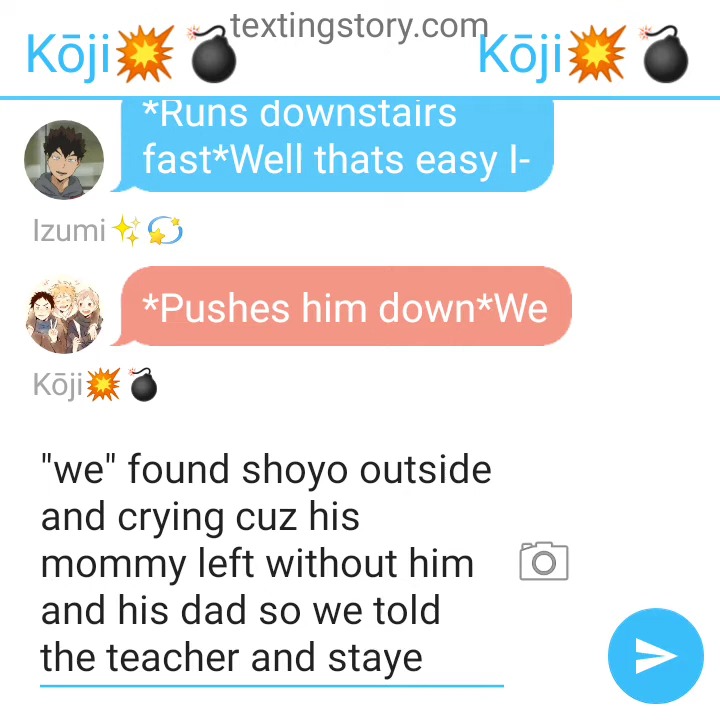 textingstory.com
Kōji💥💣 Kōji💥💣
*Runs downstairs
fast*Well thats easy I-
Izumi✨💫
*Pushes him down*We
Kōji💥💣
"we" found shoyo outside
and crying cuz his
mommy left without him
and his dad so we told
the teacher and staye